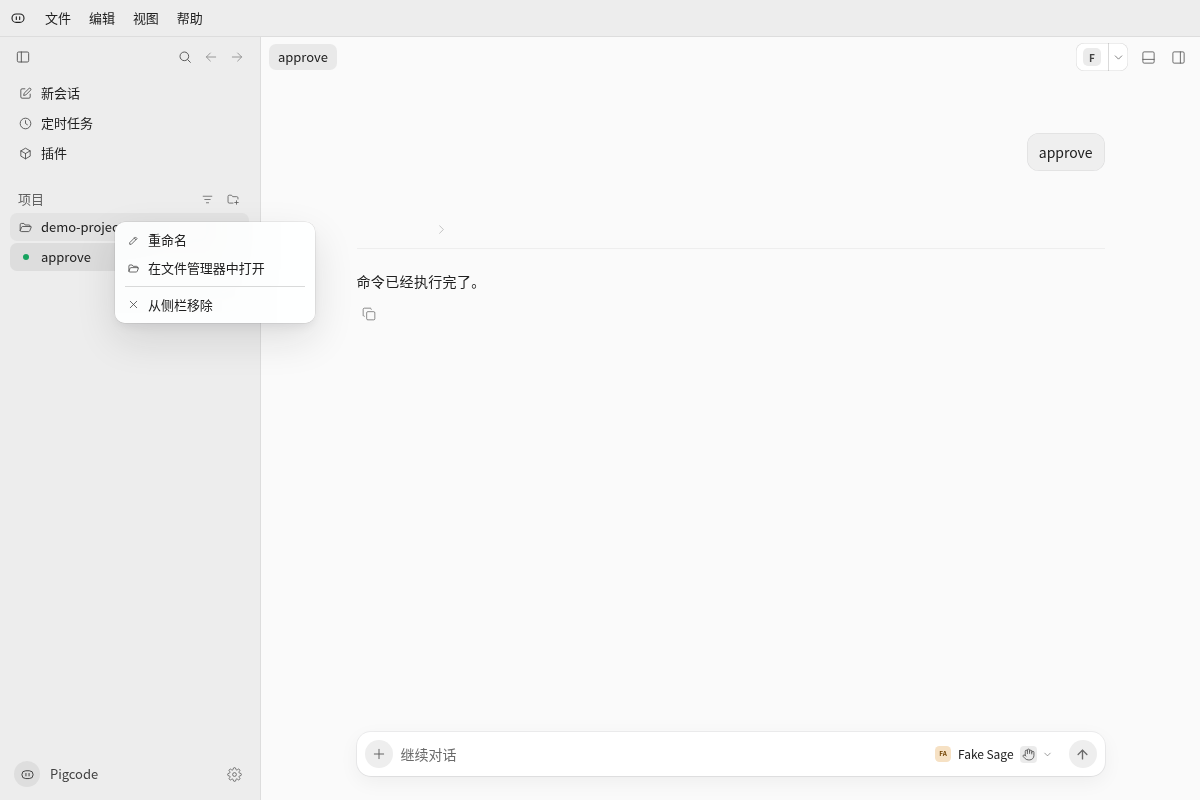 文件 编辑 视图 帮助
approve
F
新会话
定时任务
插件
项目
demo-projec
approve
重命名
在文件管理器中打开
从侧栏移除
approve
命令已经执行完了。
继续对话
FA Fake Sage
Pigcode